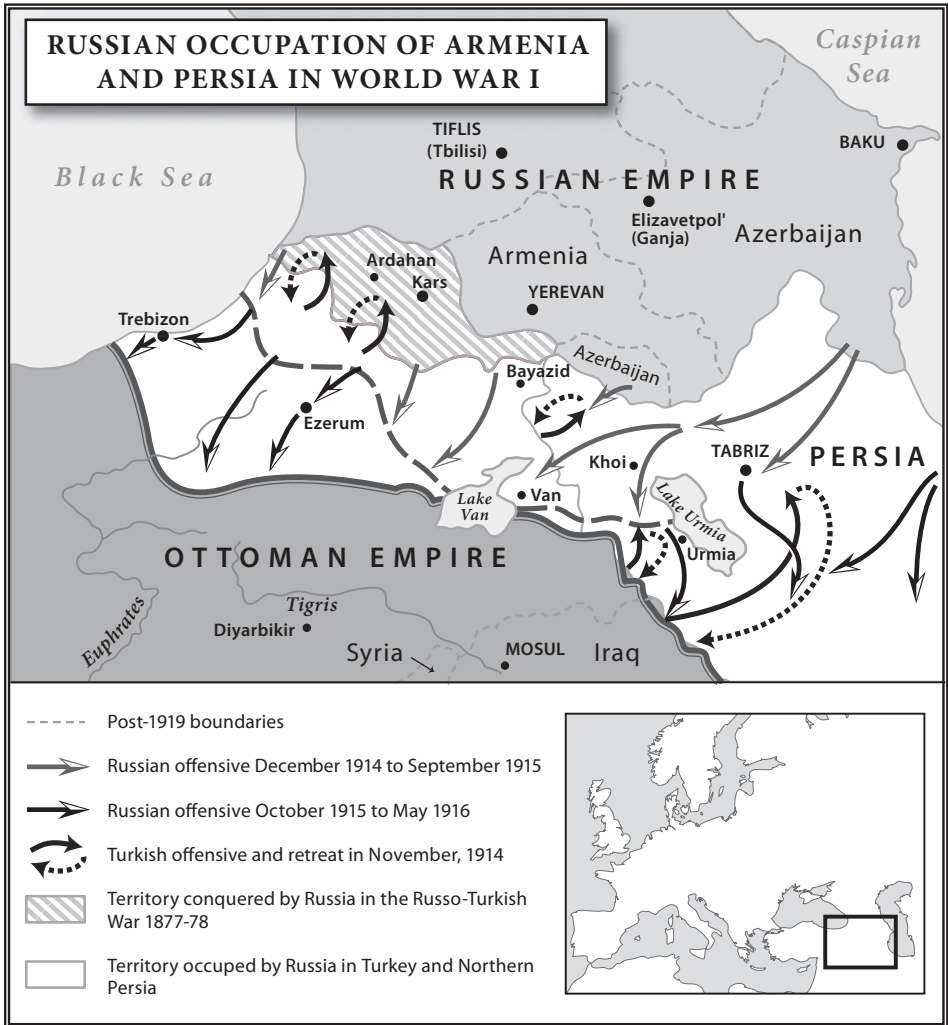 RUSSIAN OCCUPATION OF ARMENIA
AND PERSIA IN WORLD WAR I
Caspian
Sea
Black Sea
TIFLIS
(Tbilisi)
BAKU
RUSSIAN EMPIRE
Elizavetpol'
(Ganja)
Azerbaijan
Armenia
Ardahan
Kars
YEREVAN
Trebizon
Azerbaijan
Bayazid
Ezerum
Khoi
TABRIZ
PERSIA
Lake
Van
Van
Lake Urmia
Urmia
OTTOMAN EMPIRE
Tigris
Euphrates
Diyarbikir
Syria
MOSUL
Iraq
Post-1919 boundaries
Russian offensive December 1914 to September 1915
Russian offensive October 1915 to May 1916
Turkish offensive and retreat in November, 1914
Territory conquered by Russia in the Russo-Turkish
War 1877-78
Territory occuped by Russia in Turkey and Northern
Persia